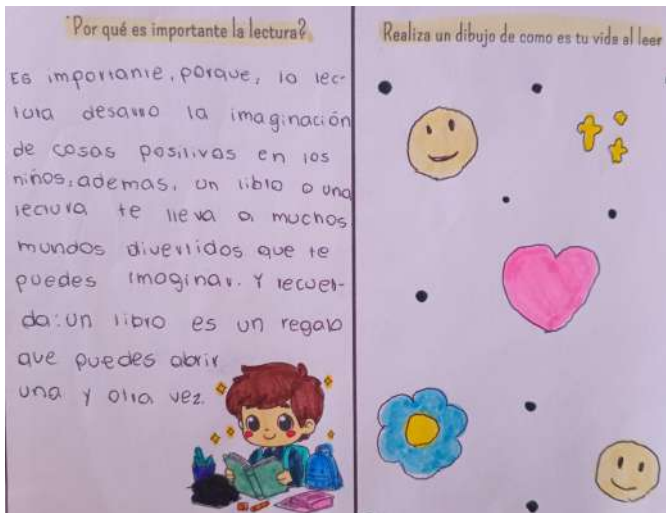 ¿Por qué es importante la lectura?
Es importante, porque, la lec-
tura desarro la imaginación
de cosas positivas en los
niños, ademas, un libro o una
lectura te lleva a muchos
mundos divertidos que te
puedes imaginar. Y recuer-
da: un libro es un regalo
que puedes abrir
una y otra vez.
Realiza un dibujo de como es tu vida al leer